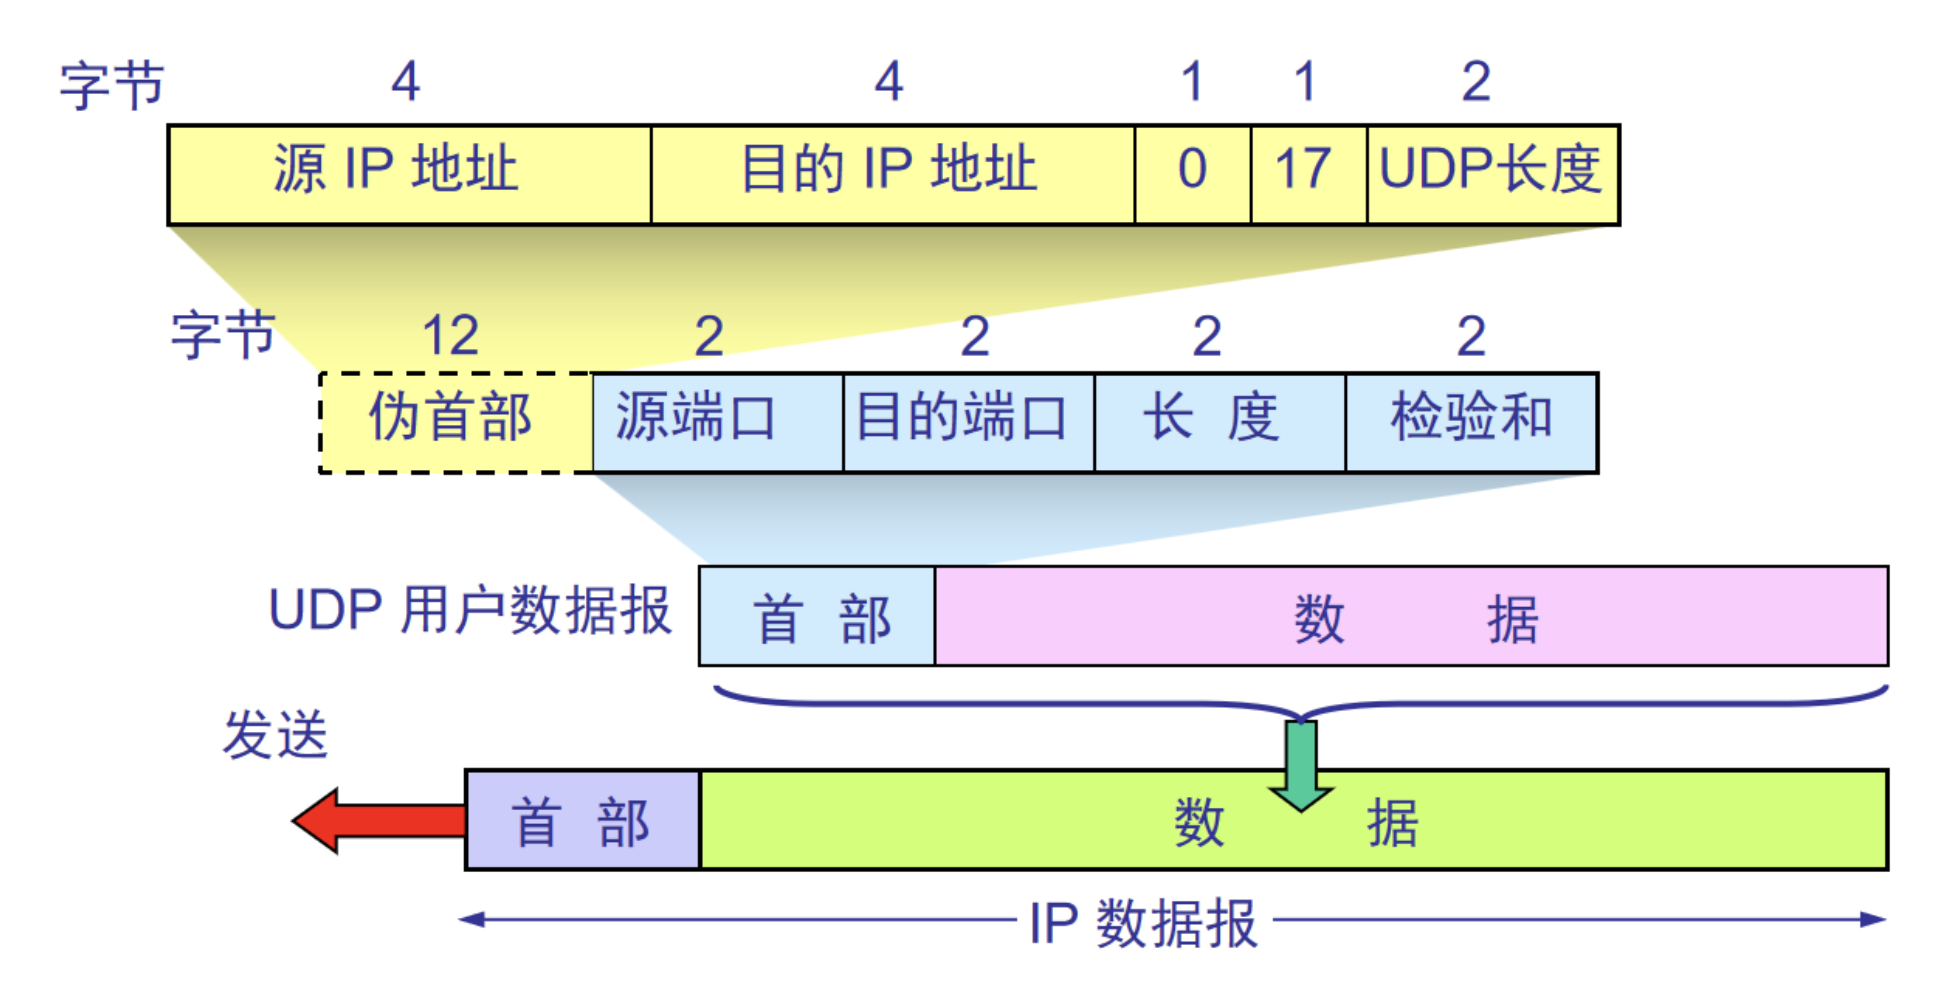 字节 4 4 1 1 2
源 IP 地址 目的 IP 地址 0 17 UDP长度
字节 12 2 2 2 2
伪首部 源端口 目的端口 长 度 检验和
UDP 用户数据报 首 部 数 据
发送
首 部 数 据
IP 数据报